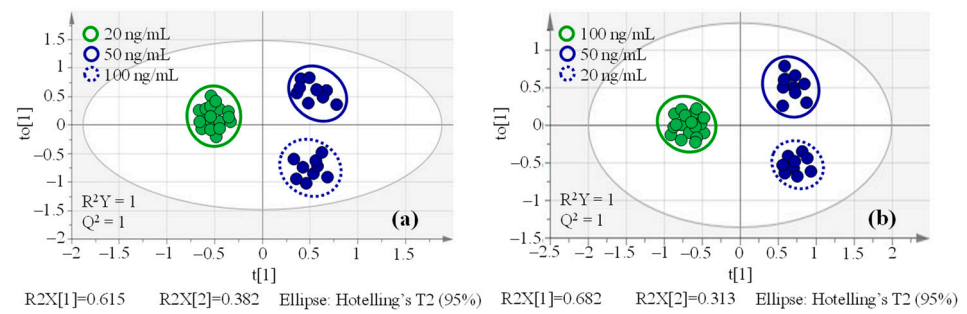 20 ng/mL
50 ng/mL
100 ng/mL
1.5
1
0.5
0
−0.5
−1
−1.5
−2
to[1]
R²Y = 1
Q² = 1
(a)
−2 −1.5 −1 −0.5 0 0.5 1 1.5
t[1]
R2X[1]=0.615 R2X[2]=0.382 Ellipse: Hotelling's T2 (95%)
100 ng/mL
50 ng/mL
20 ng/mL
1
0.5
0
−0.5
−1
−1.5
to[1]
R²Y = 1
Q² = 1
(b)
−2.5 −2 −1.5 −1 −0.5 0 0.5 1 1.5 2
t[1]
R2X[1]=0.682 R2X[2]=0.313 Ellipse: Hotelling's T2 (95%)